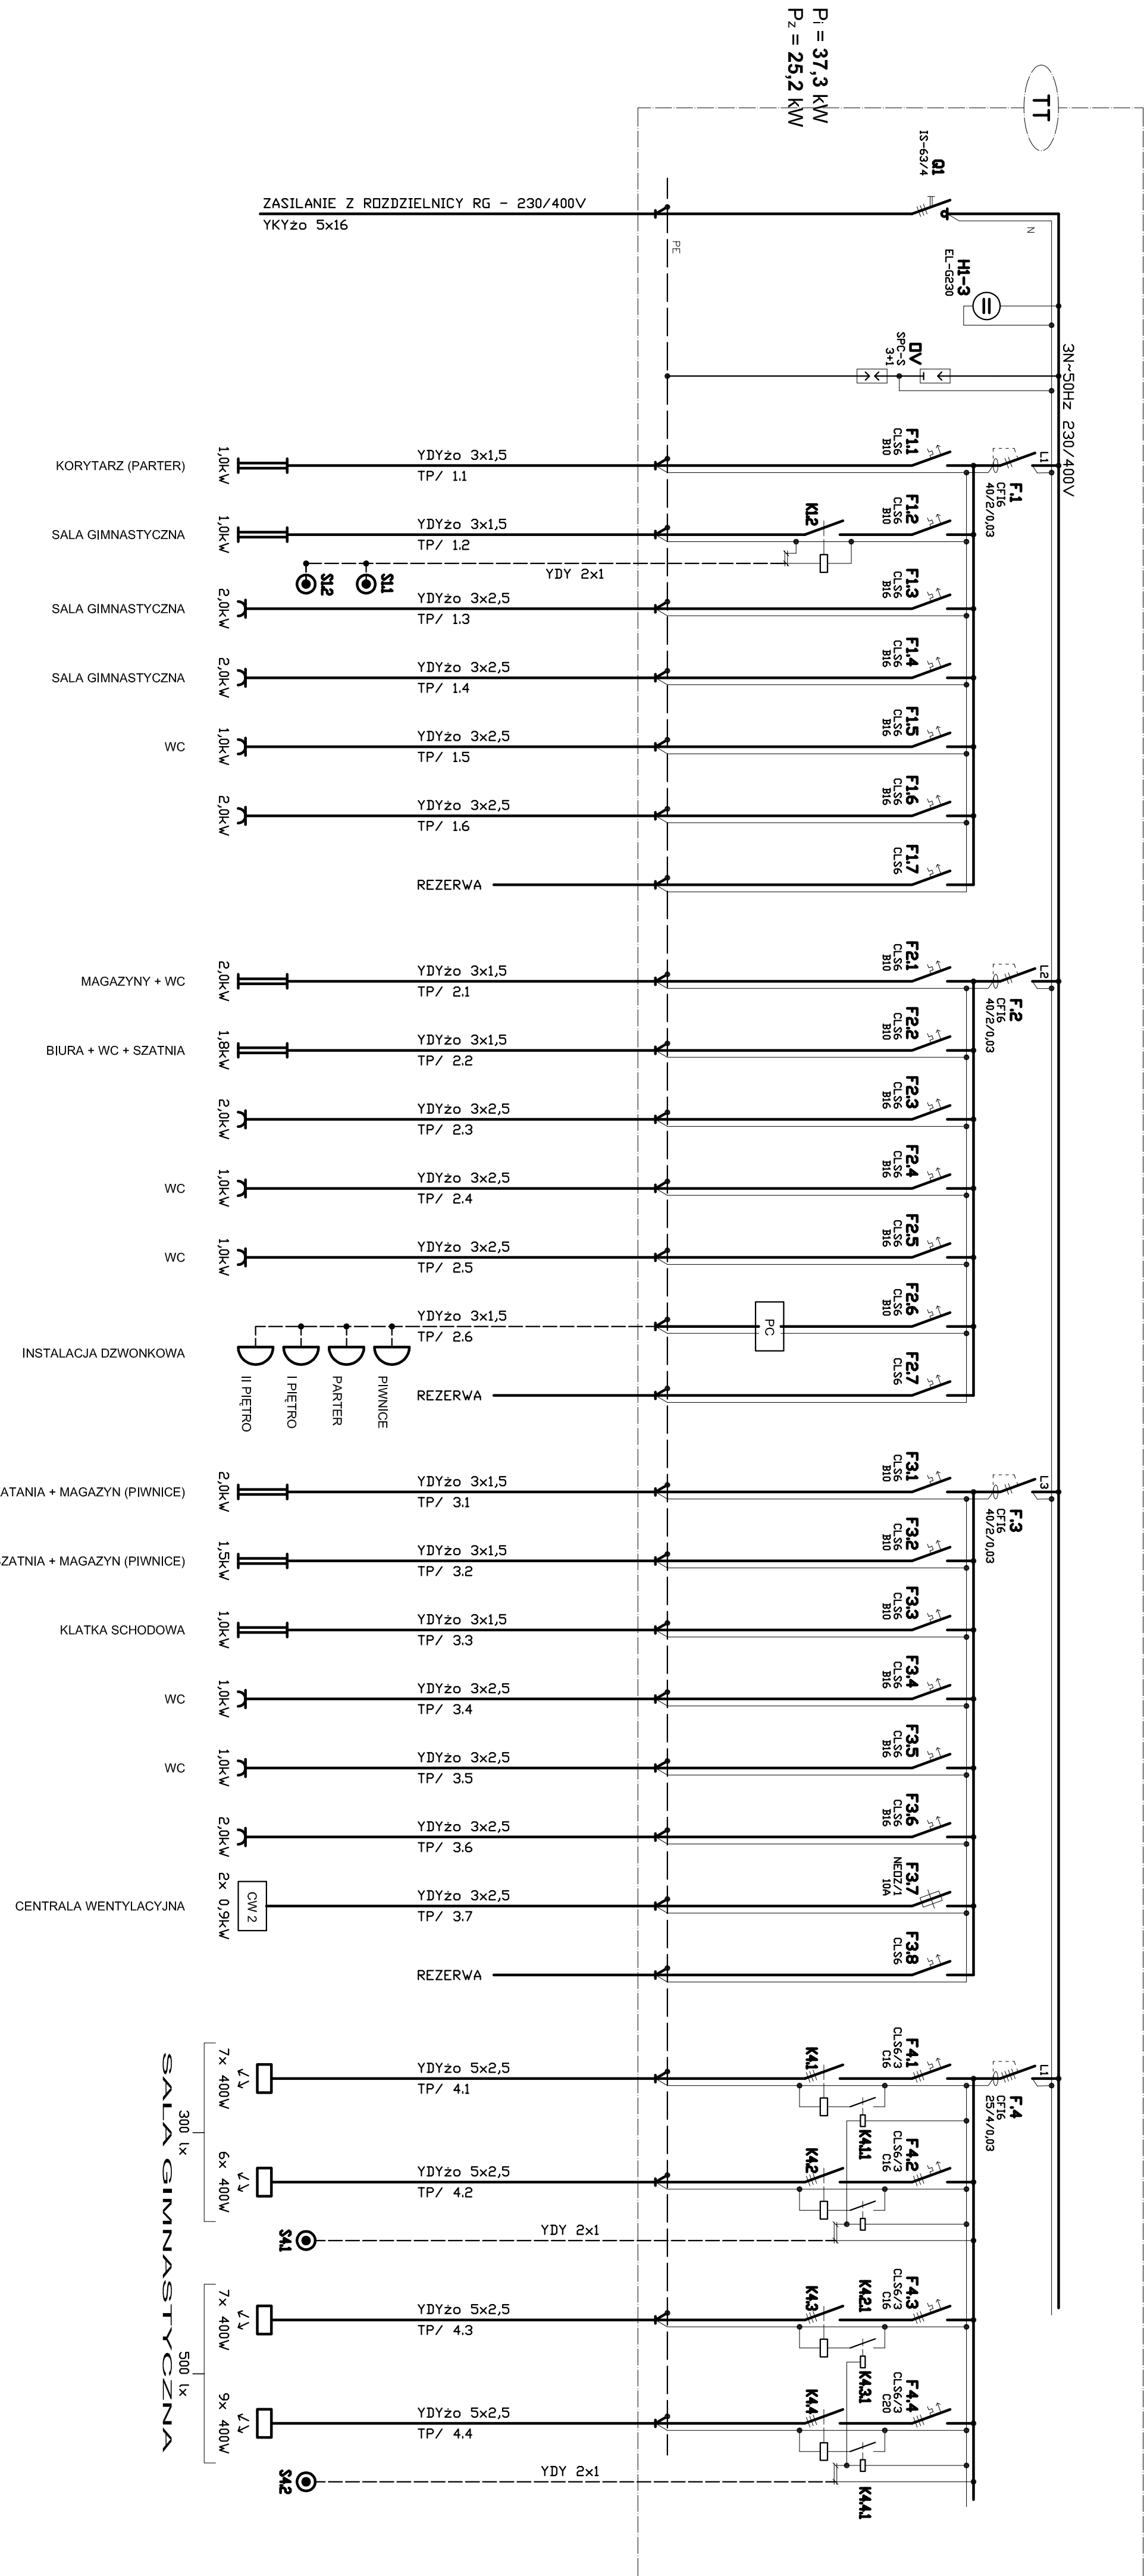 Pi = 37,3 kW
Pz = 25,2 kW
TT
Q1
IS-63/4
N
PE
ZASILANIE Z ROZDZIELNICY RG - 230/400V
YKYżo 5x16
H1-3
EL-G230
0V
SPC-S
3+1
3N~50Hz 230/400V
L1
F.1
CFI6
40/2/0,03
F1.1
CLS6
B10
YDYżo 3x1,5
TP/ 1.1
1,0kW
KORYTARZ (PARTER)
F1.2
CLS6
B10
K1.2
YDYżo 3x1,5
TP/ 1.2
1,0kW
SALA GIMNASTYCZNA
YDY 2x1
S1.1
S1.2
F1.3
CLS6
B16
YDYżo 3x2,5
TP/ 1.3
2,0kW
SALA GIMNASTYCZNA
F1.4
CLS6
B16
YDYżo 3x2,5
TP/ 1.4
2,0kW
SALA GIMNASTYCZNA
F1.5
CLS6
B16
YDYżo 3x2,5
TP/ 1.5
1,0kW
WC
F1.6
CLS6
B16
YDYżo 3x2,5
TP/ 1.6
2,0kW
F1.7
CLS6
REZERWA
L2
F.2
CFI6
40/2/0,03
F2.1
CLS6
B10
YDYżo 3x1,5
TP/ 2.1
2,0kW
MAGAZYNY + WC
F2.2
CLS6
B10
YDYżo 3x1,5
TP/ 2.2
1,8kW
BIURA + WC + SZATNIA
F2.3
CLS6
B16
YDYżo 3x2,5
TP/ 2.3
2,0kW
F2.4
CLS6
B16
YDYżo 3x2,5
TP/ 2.4
1,0kW
WC
F2.5
CLS6
B16
YDYżo 3x2,5
TP/ 2.5
1,0kW
WC
F2.6
CLS6
B10
PC
YDYżo 3x1,5
TP/ 2.6
INSTALACJA DZWONKOWA
PIWNICE
PARTER
I PIĘTRO
II PIĘTRO
F2.7
CLS6
REZERWA
L3
F.3
CFI6
40/2/0,03
F3.1
CLS6
B10
YDYżo 3x1,5
TP/ 3.1
2,0kW
ATANIA + MAGAZYN (PIWNICE)
F3.2
CLS6
B10
YDYżo 3x1,5
TP/ 3.2
1,5kW
ZATNIA + MAGAZYN (PIWNICE)
F3.3
CLS6
B10
YDYżo 3x1,5
TP/ 3.3
1,0kW
KLATKA SCHODOWA
F3.4
CLS6
B16
YDYżo 3x2,5
TP/ 3.4
1,0kW
WC
F3.5
CLS6
B16
YDYżo 3x2,5
TP/ 3.5
1,0kW
WC
F3.6
CLS6
B16
YDYżo 3x2,5
TP/ 3.6
2,0kW
F3.7
NEOZ/1
10A
YDYżo 3x2,5
TP/ 3.7
CW 2
2x 0,9kW
CENTRALA WENTYLACYJNA
F3.8
CLS6
REZERWA
L1
F.4
CFI6
25/4/0,03
F4.1
CLS6/3
C16
K4.1
K4.1.1
YDYżo 5x2,5
TP/ 4.1
7x 400W
F4.2
CLS6/3
C16
K4.2
K4.2.1
YDYżo 5x2,5
TP/ 4.2
6x 400W
300 lx
YDY 2x1
S4.1
F4.3
CLS6/3
C16
K4.3
K4.3.1
YDYżo 5x2,5
TP/ 4.3
7x 400W
F4.4
CLS6/3
C20
K4.4
K4.4.1
YDYżo 5x2,5
TP/ 4.4
9x 400W
500 lx
YDY 2x1
S4.2
SALA GIMNASTYCZNA